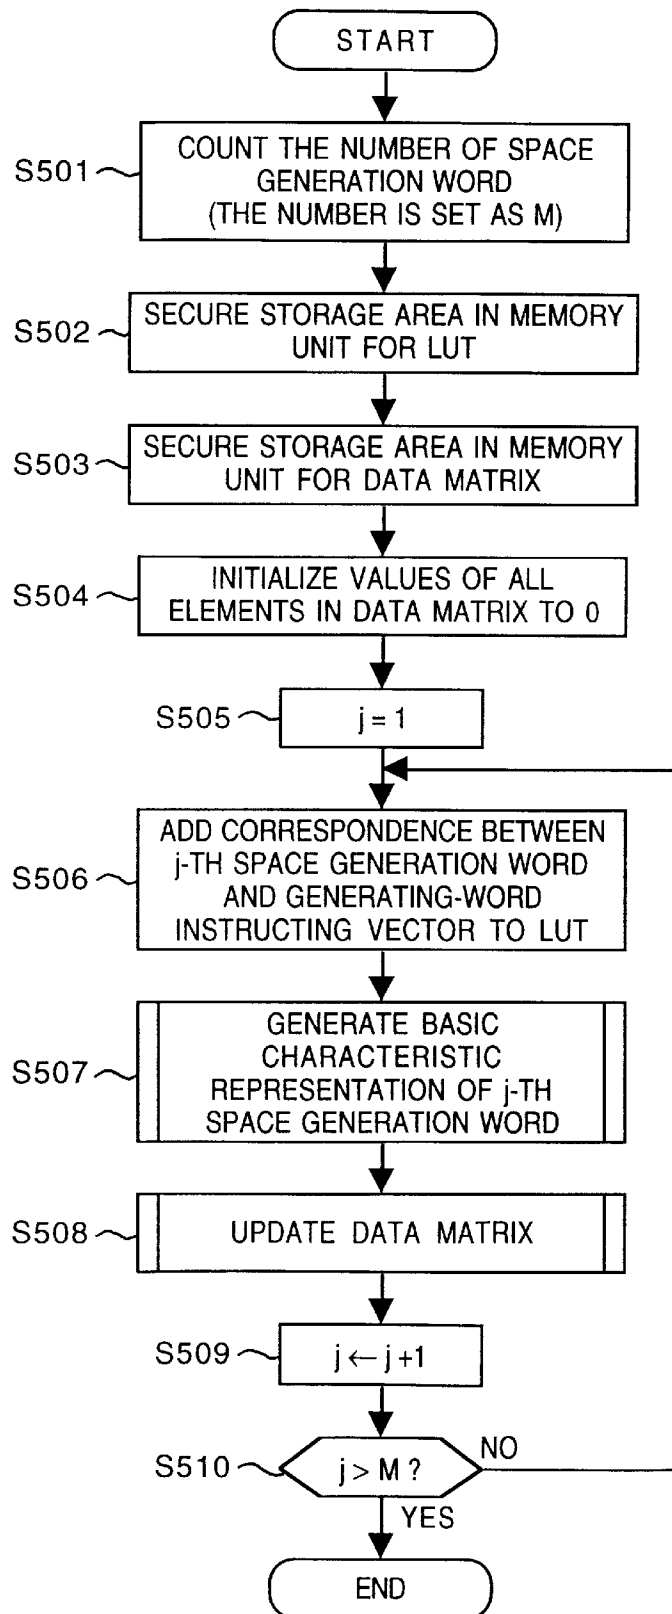 START
S501
COUNT THE NUMBER OF SPACE
GENERATION WORD
(THE NUMBER IS SET AS M)
S502
SECURE STORAGE AREA IN MEMORY
UNIT FOR LUT
S503
SECURE STORAGE AREA IN MEMORY
UNIT FOR DATA MATRIX
S504
INITIALIZE VALUES OF ALL
ELEMENTS IN DATA MATRIX TO 0
S505
j = 1
S506
ADD CORRESPONDENCE BETWEEN
j-TH SPACE GENERATION WORD
AND GENERATING-WORD
INSTRUCTING VECTOR TO LUT
S507
GENERATE BASIC
CHARACTERISTIC
REPRESENTATION OF j-TH
SPACE GENERATION WORD
S508
UPDATE DATA MATRIX
S509
j ← j +1
S510
j > M ?
NO
YES
END